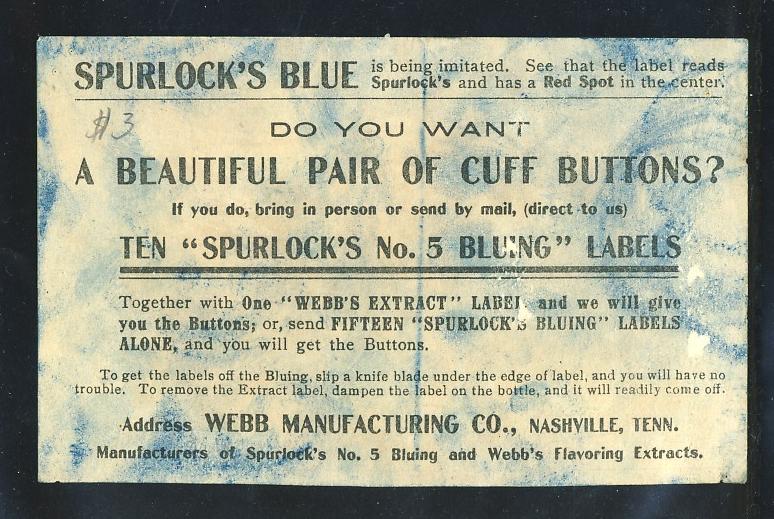 SPURLOCK'S BLUE is being imitated. See that the label reads
Spurlock's and has a Red Spot in the center.
$3
DO YOU WANT
A BEAUTIFUL PAIR OF CUFF BUTTONS?
If you do, bring in person or send by mail, (direct to us)
TEN "SPURLOCK'S No. 5 BLUING" LABELS
Together with One "WEBB'S EXTRACT" LABEL and we will give
you the Buttons; or, send FIFTEEN "SPURLOCK'S BLUING" LABELS
ALONE, and you will get the Buttons.
To get the labels off the Bluing, slip a knife blade under the edge of label, and you will have no
trouble. To remove the Extract label, dampen the label on the bottle, and it will readily come off.
Address WEBB MANUFACTURING CO., NASHVILLE, TENN.
Manufacturers of Spurlock's No. 5 Bluing and Webb's Flavoring Extracts.